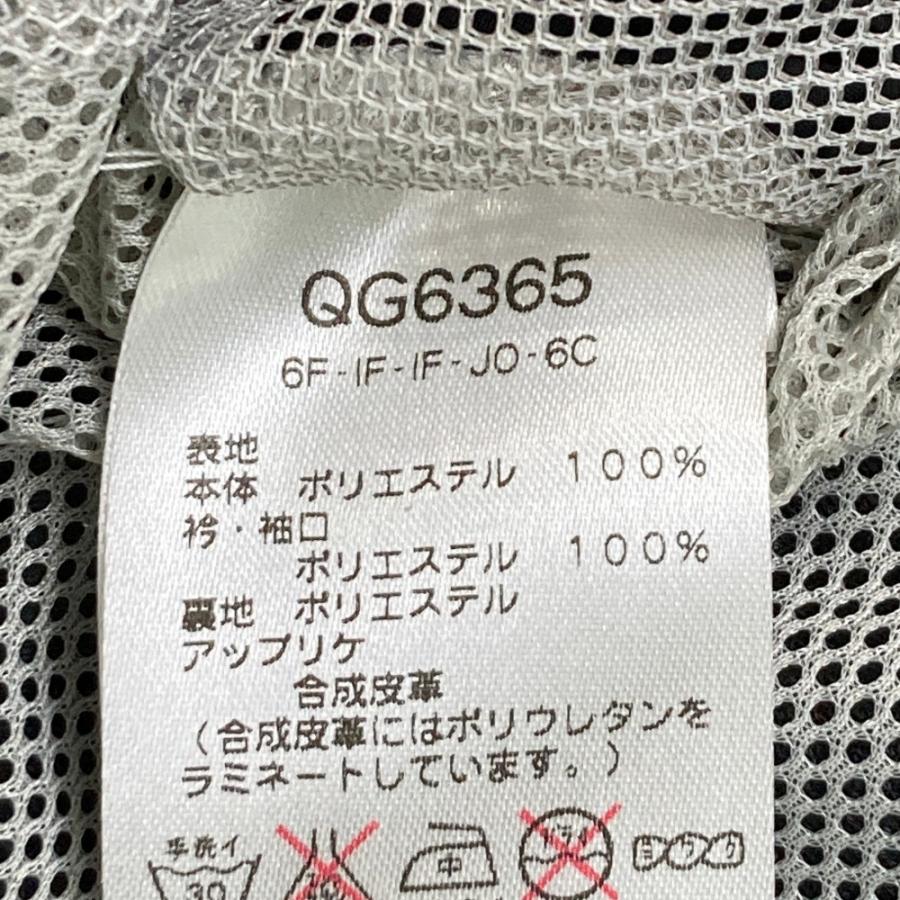 QG6365
6F-IF-IF-JO-6C
表地
本体 ポリエステル 100%
衿・袖口
ポリエステル 100%
裏地 ポリエステル
アップリケ
合成皮革
（合成皮革にはポリウレタンを
ラミネートしています。）
手洗イ
30
中
ドライ
ヨワク